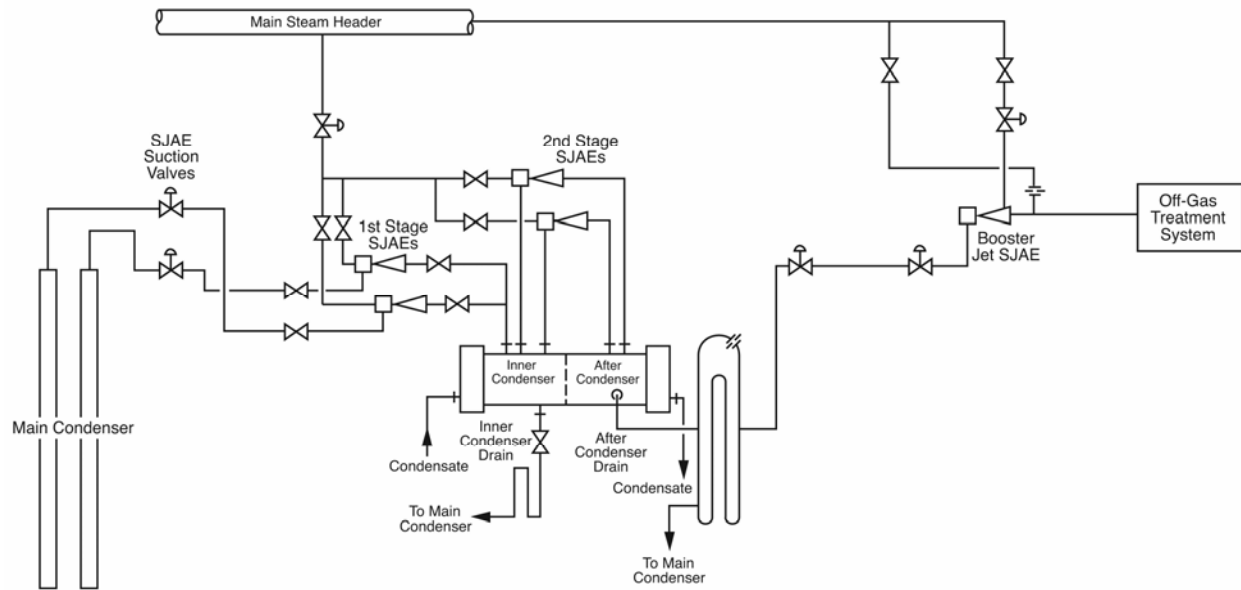 Main Steam Header
SJAE
Suction
Valves
2nd Stage
SJAEs
1st Stage
SJAEs
Off-Gas
Treatment
System
Booster
Jet SJAE
Inner
Condenser
After
Condenser
Main Condenser
Inner
Condenser
Drain
After
Condenser
Drain
Condensate
Condensate
To Main
Condenser
To Main
Condenser